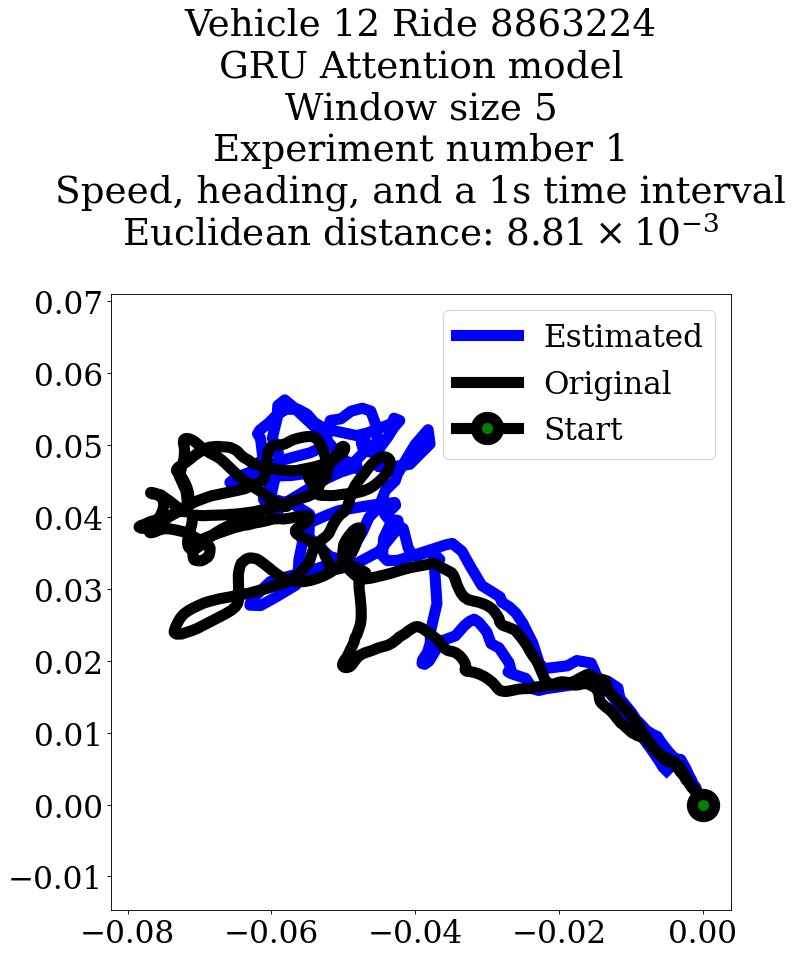 Vehicle 12 Ride 8863224
GRU Attention model
Window size 5
Experiment number 1
Speed, heading, and a 1s time interval
Euclidean distance: 8.81 × 10⁻³
0.07
Estimated
0.06
Original
Start
0.05
0.04
0.03
0.02
0.01
0.00
−0.01
−0.08 −0.06 −0.04 −0.02 0.00